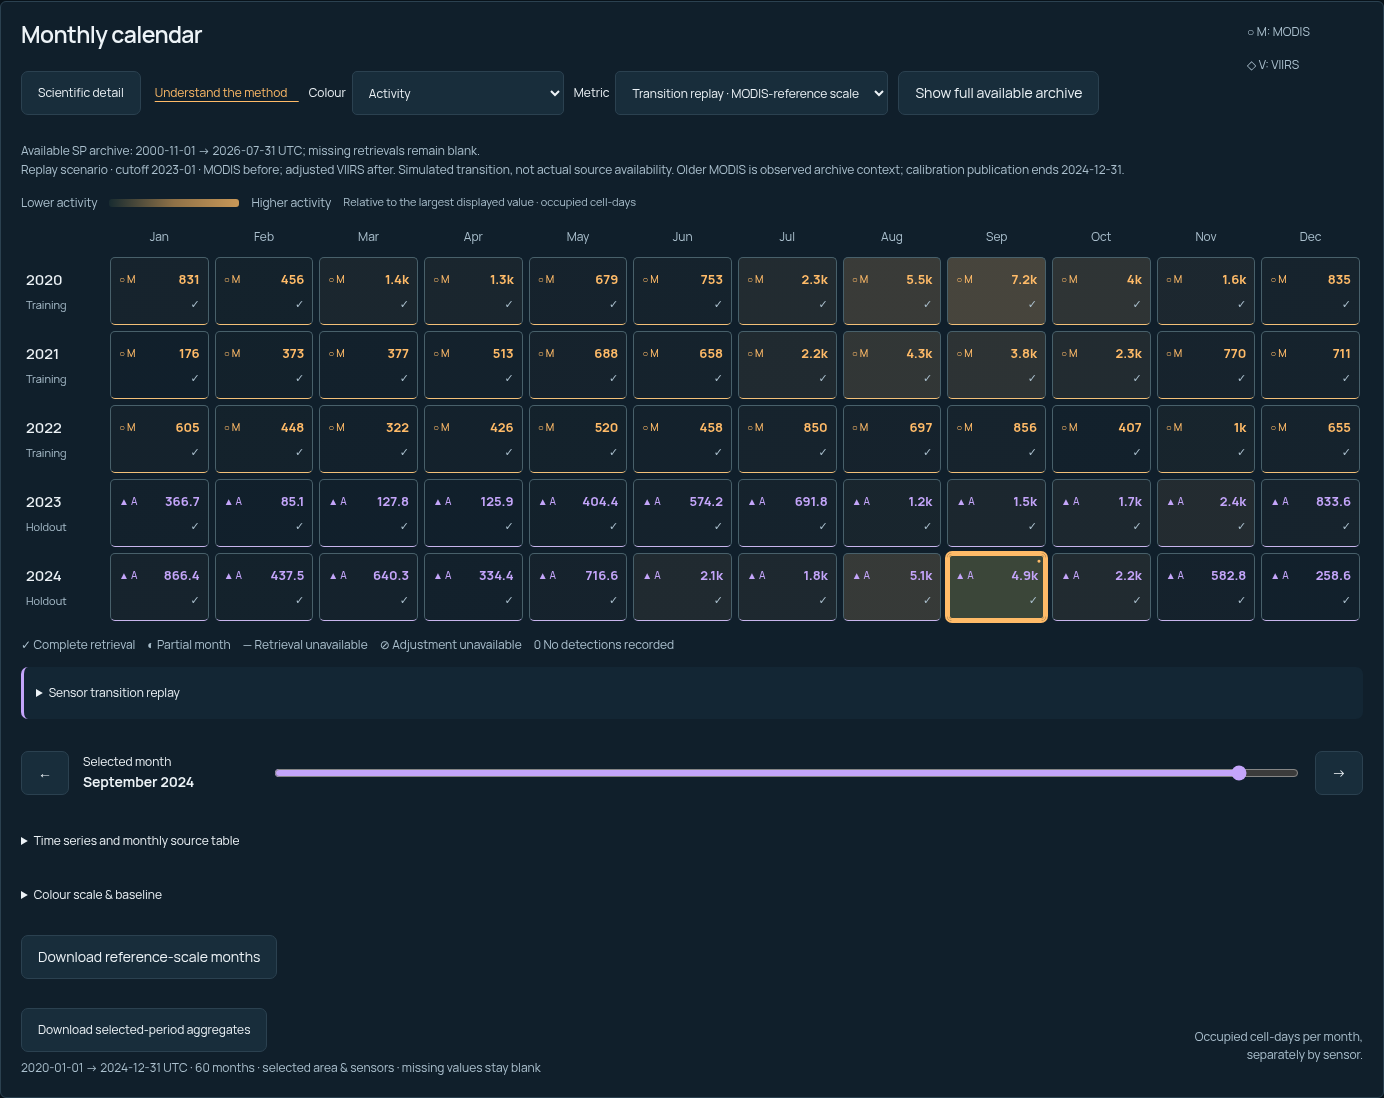 Monthly calendar
○ M: MODIS
◇ V: VIIRS
Scientific detail Understand the method Colour Activity Metric Transition replay · MODIS-reference scale Show full available archive
Available SP archive: 2000-11-01 → 2026-07-31 UTC; missing retrievals remain blank.
Replay scenario · cutoff 2023-01 · MODIS before; adjusted VIIRS after. Simulated transition, not actual source availability. Older MODIS is observed archive context; calibration publication ends 2024-12-31.
Lower activity Higher activity Relative to the largest displayed value · occupied cell-days
Jan Feb Mar Apr May Jun Jul Aug Sep Oct Nov Dec
2020 ○ M 831 ○ M 456 ○ M 1.4k ○ M 1.3k ○ M 679 ○ M 753 ○ M 2.3k ○ M 5.5k ○ M 7.2k ○ M 4k ○ M 1.6k ○ M 835
Training ✓ ✓ ✓ ✓ ✓ ✓ ✓ ✓ ✓ ✓ ✓ ✓
2021 ○ M 176 ○ M 373 ○ M 377 ○ M 513 ○ M 688 ○ M 658 ○ M 2.2k ○ M 4.3k ○ M 3.8k ○ M 2.3k ○ M 770 ○ M 711
Training ✓ ✓ ✓ ✓ ✓ ✓ ✓ ✓ ✓ ✓ ✓ ✓
2022 ○ M 605 ○ M 448 ○ M 322 ○ M 426 ○ M 520 ○ M 458 ○ M 850 ○ M 697 ○ M 856 ○ M 407 ○ M 1k ○ M 655
Training ✓ ✓ ✓ ✓ ✓ ✓ ✓ ✓ ✓ ✓ ✓ ✓
2023 ▲ A 366.7 ▲ A 85.1 ▲ A 127.8 ▲ A 125.9 ▲ A 404.4 ▲ A 574.2 ▲ A 691.8 ▲ A 1.2k ▲ A 1.5k ▲ A 1.7k ▲ A 2.4k ▲ A 833.6
Holdout ✓ ✓ ✓ ✓ ✓ ✓ ✓ ✓ ✓ ✓ ✓ ✓
2024 ▲ A 866.4 ▲ A 437.5 ▲ A 640.3 ▲ A 334.4 ▲ A 716.6 ▲ A 2.1k ▲ A 1.8k ▲ A 5.1k ▲ A 4.9k ▲ A 2.2k ▲ A 582.8 ▲ A 258.6
Holdout ✓ ✓ ✓ ✓ ✓ ✓ ✓ ✓ ✓ ✓ ✓ ✓
✓ Complete retrieval ◖ Partial month — Retrieval unavailable ⊘ Adjustment unavailable 0 No detections recorded
▶ Sensor transition replay
← Selected month →
September 2024
▶ Time series and monthly source table
▶ Colour scale & baseline
Download reference-scale months
Download selected-period aggregates
2020-01-01 → 2024-12-31 UTC · 60 months · selected area & sensors · missing values stay blank
Occupied cell-days per month,
separately by sensor.